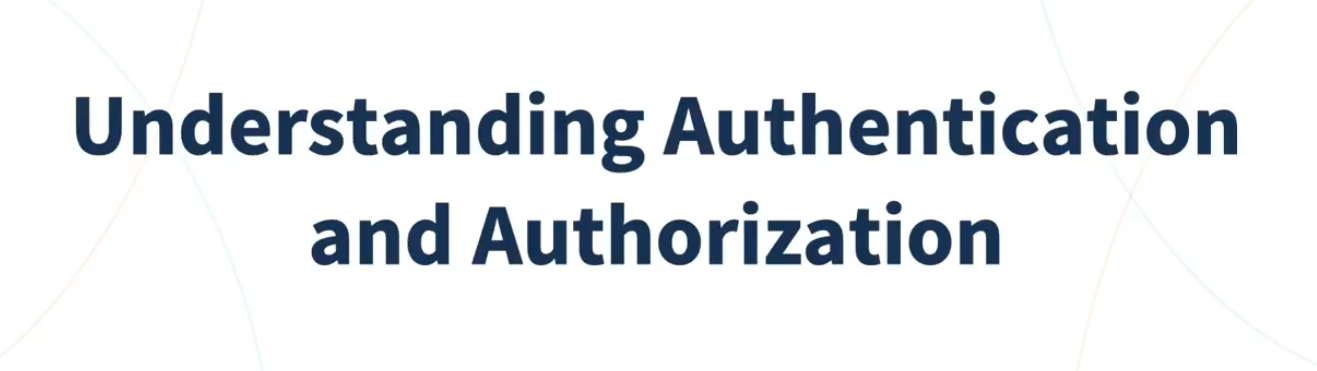 Understanding Authentication
and Authorization